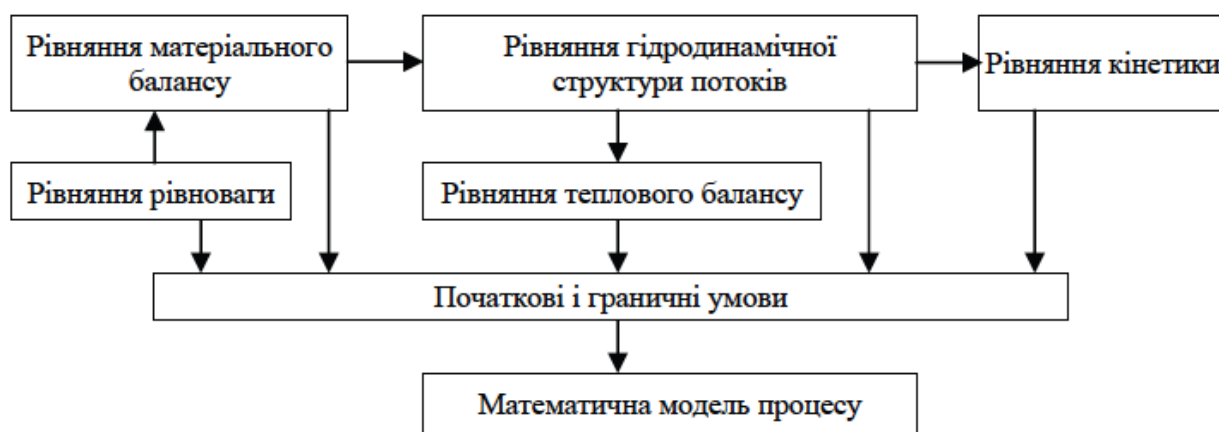 Рівняння матеріального
балансу
Рівняння гідродинамічної
структури потоків
Рівняння кінетики
Рівняння рівноваги
Рівняння теплового балансу
Початкові і граничні умови
Математична модель процесу